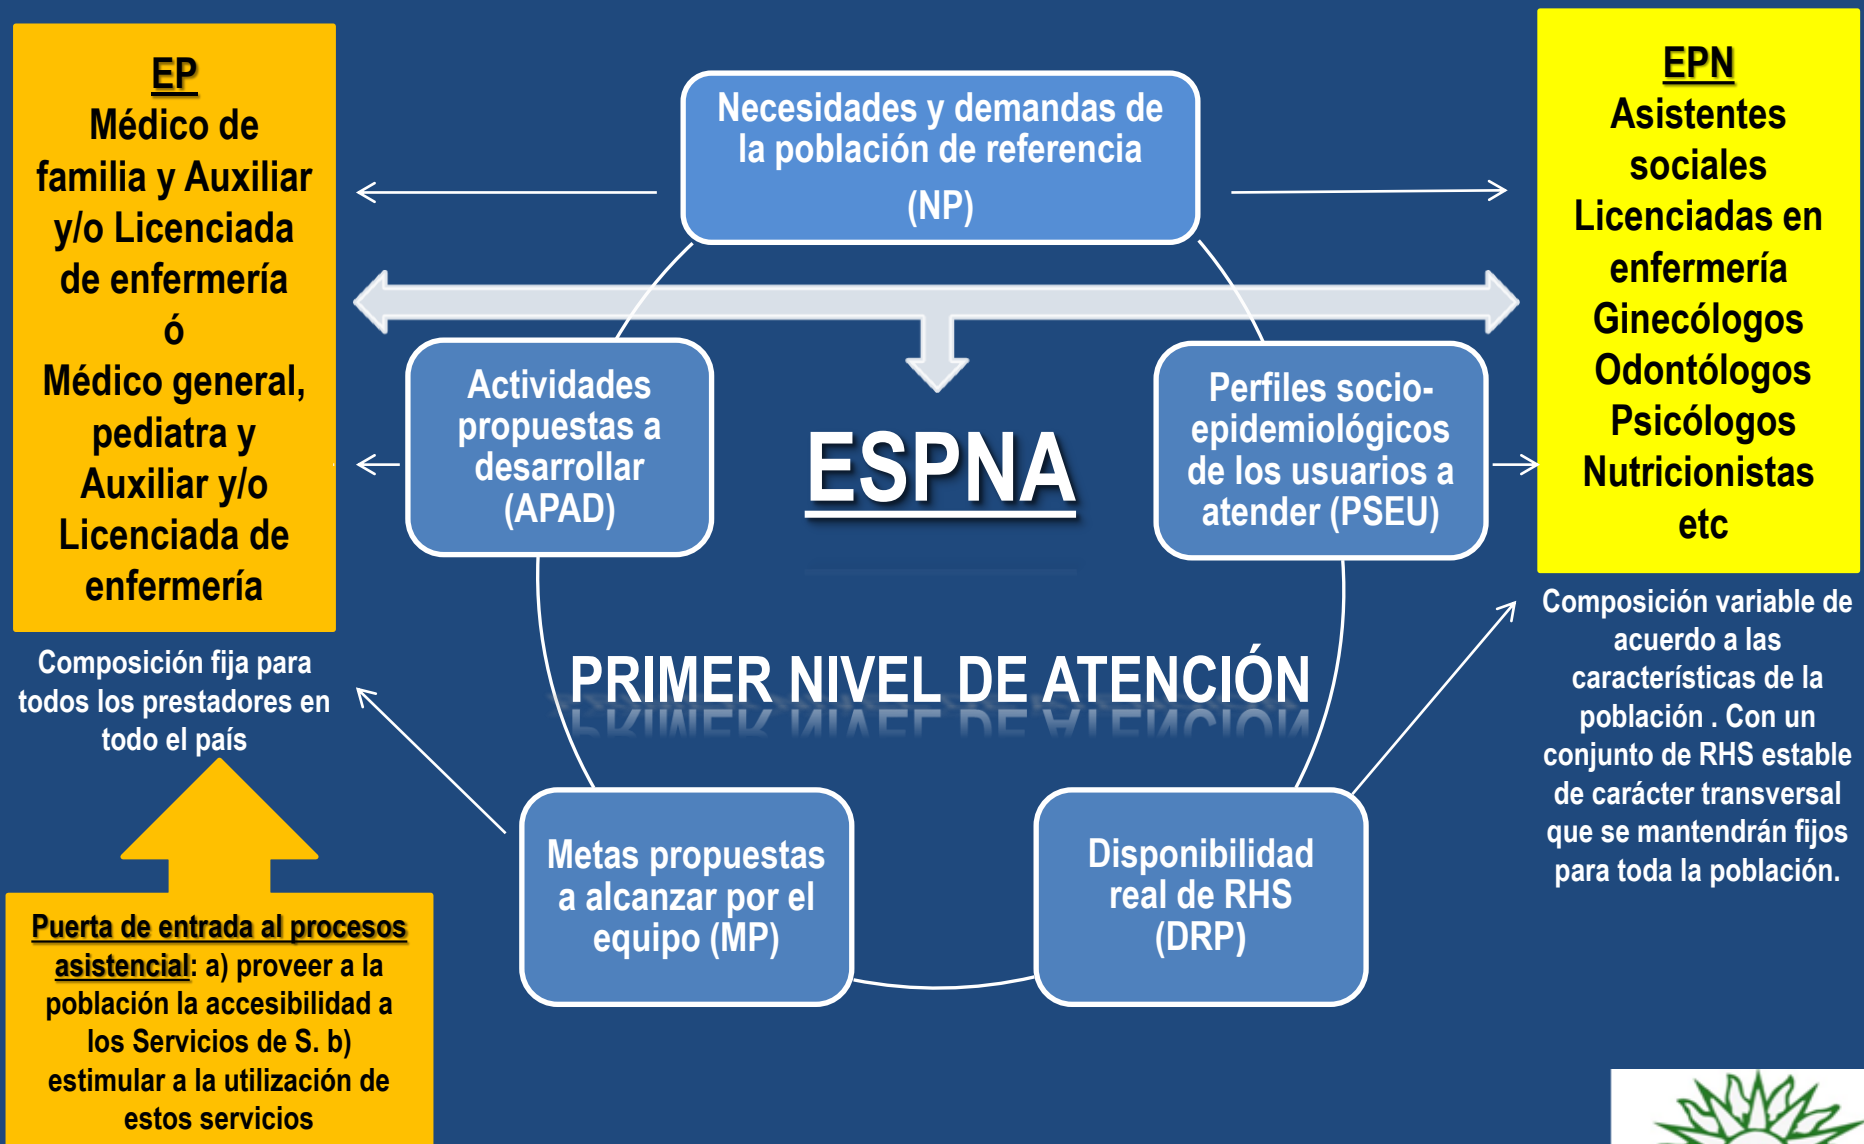 EP
Médico de
familia y Auxiliar
y/o Licenciada
de enfermería
ó
Médico general,
pediatra y
Auxiliar y/o
Licenciada de
enfermería
Composición fija para
todos los prestadores en
todo el país
Puerta de entrada al procesos
asistencial: a) proveer a la
población la accesibilidad a
los Servicios de S. b)
estimular a la utilización de
estos servicios
Necesidades y demandas de
la población de referencia
(NP)
Actividades
propuestas a
desarrollar
(APAD)
ESPNA
Perfiles socio-
epidemiológicos
de los usuarios a
atender (PSEU)
PRIMER NIVEL DE ATENCIÓN
Metas propuestas
a alcanzar por el
equipo (MP)
Disponibilidad
real de RHS
(DRP)
EPN
Asistentes
sociales
Licenciadas en
enfermería
Ginecólogos
Odontólogos
Psicólogos
Nutricionistas
etc
Composición variable de
acuerdo a las
características de la
población . Con un
conjunto de RHS estable
de carácter transversal
que se mantendrán fijos
para toda la población.